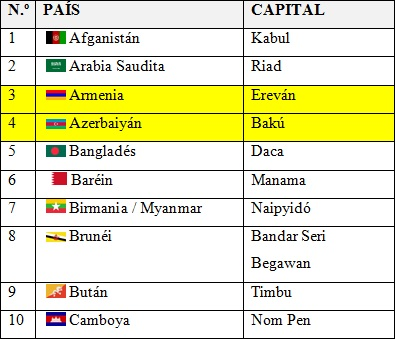 N.º PAÍS CAPITAL
1 Afganistán Kabul
2 Arabia Saudita Riad
3 Armenia Ereván
4 Azerbaiyán Bakú
5 Bangladés Daca
6 Baréin Manama
7 Birmania / Myanmar Naipyidó
8 Brunéi Bandar Seri
Begawan
9 Bután Timbu
10 Camboya Nom Pen